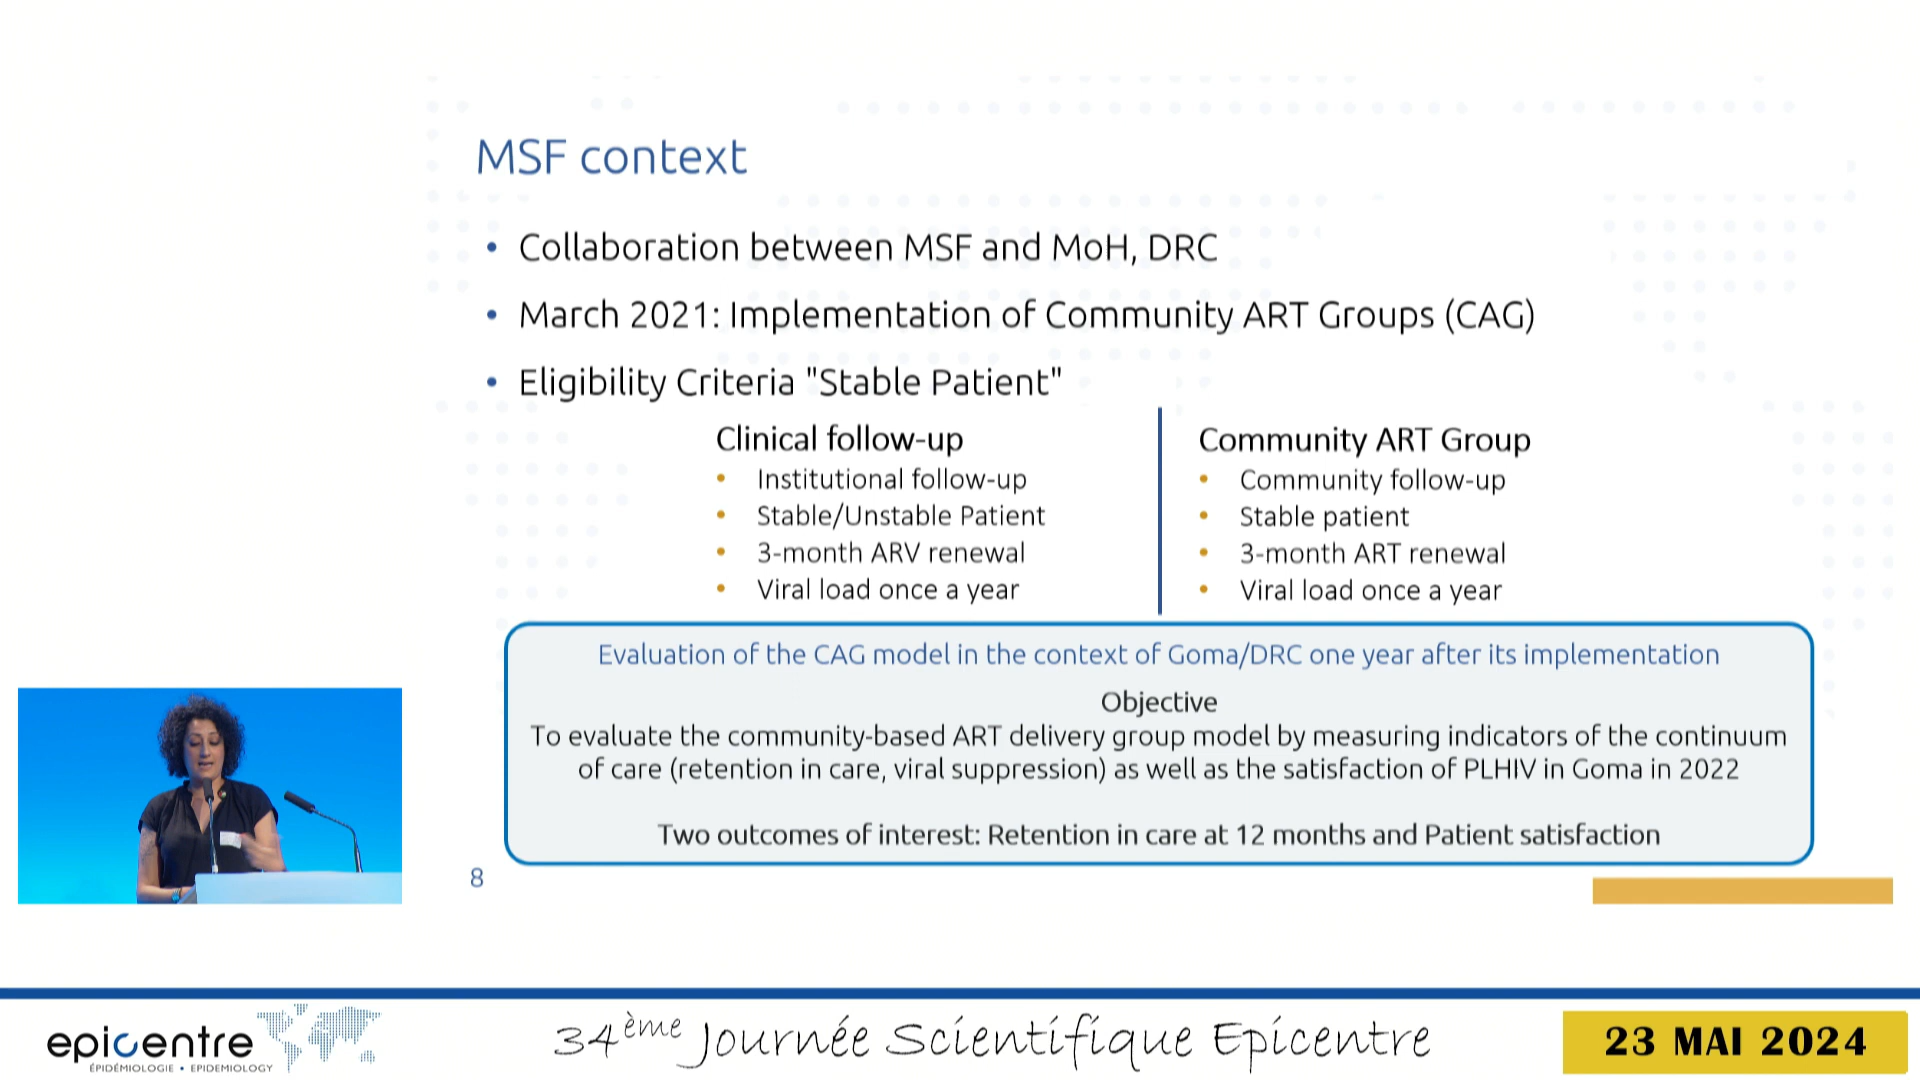 MSF context
• Collaboration between MSF and MoH, DRC
• March 2021: Implementation of Community ART Groups (CAG)
• Eligibility Criteria "Stable Patient"
Clinical follow-up
• Institutional follow-up
• Stable/Unstable Patient
• 3-month ARV renewal
• Viral load once a year
Community ART Group
• Community follow-up
• Stable patient
• 3-month ART renewal
• Viral load once a year
Evaluation of the CAG model in the context of Goma/DRC one year after its implementation
Objective
To evaluate the community-based ART delivery group model by measuring indicators of the continuum
of care (retention in care, viral suppression) as well as the satisfaction of PLHIV in Goma in 2022
Two outcomes of interest: Retention in care at 12 months and Patient satisfaction
8
epicentre
ÉPIDÉMIOLOGIE • EPIDEMIOLOGY
34ème Journée Scientifique Epicentre
23 MAI 2024